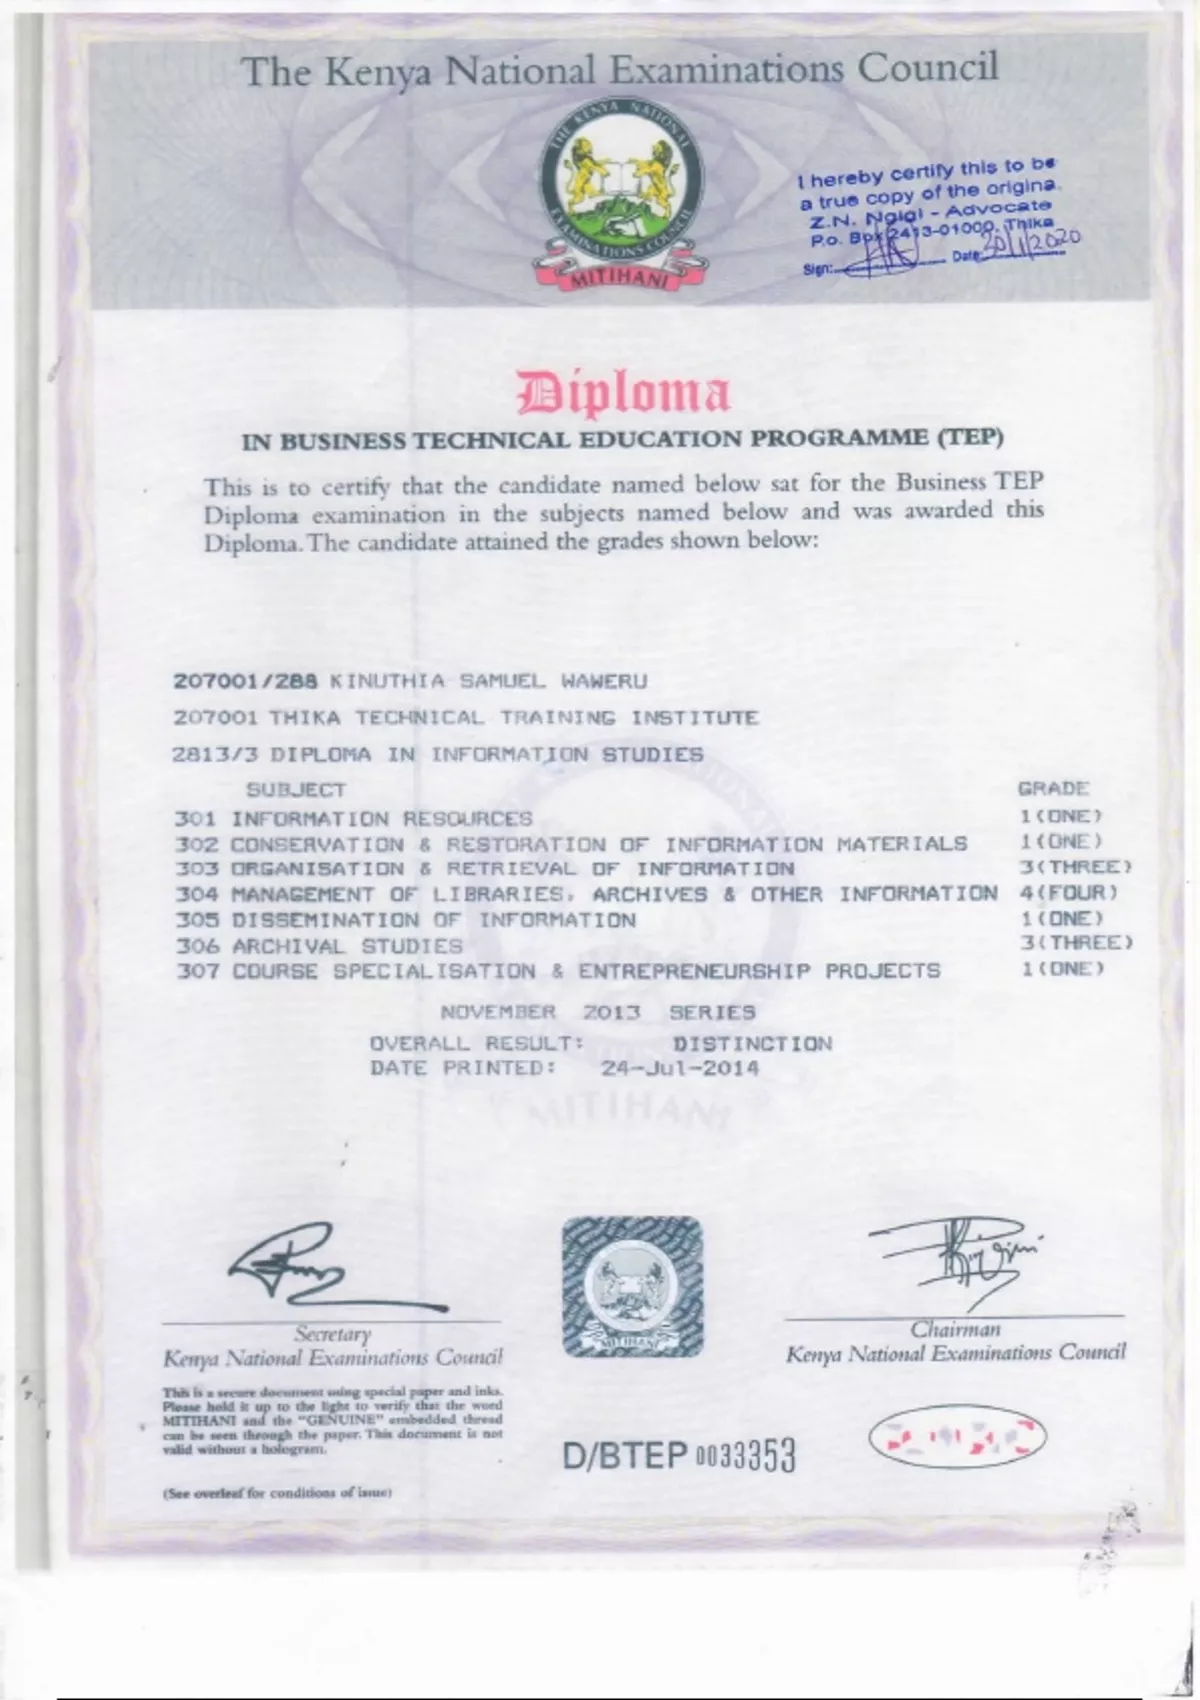 The Kenya National Examinations Council
THE KENYA NATIONAL
EXAMINATIONS COUNCIL
MITIHANI
I hereby certify this to be
a true copy of the origina.
Z.N. Ngigi - Advocate
P.o. Box 2413-01000, Thika
Sign: Date: 30/1/2020
Diploma
IN BUSINESS TECHNICAL EDUCATION PROGRAMME (TEP)
This is to certify that the candidate named below sat for the Business TEP
Diploma examination in the subjects named below and was awarded this
Diploma. The candidate attained the grades shown below:
207001/288 KINUTHIA SAMUEL WAWERU
207001 THIKA TECHNICAL TRAINING INSTITUTE
2813/3 DIPLOMA IN INFORMATION STUDIES
SUBJECT GRADE
301 INFORMATION RESOURCES 1(ONE)
302 CONSERVATION & RESTORATION OF INFORMATION MATERIALS 1(ONE)
303 ORGANISATION & RETRIEVAL OF INFORMATION 3(THREE)
304 MANAGEMENT OF LIBRARIES, ARCHIVES & OTHER INFORMATION 4(FOUR)
305 DISSEMINATION OF INFORMATION 1(ONE)
306 ARCHIVAL STUDIES 3(THREE)
307 COURSE SPECIALISATION & ENTREPRENEURSHIP PROJECTS 1(ONE)
NOVEMBER 2013 SERIES
OVERALL RESULT: DISTINCTION
DATE PRINTED: 24-Jul-2014
MITIHANI
Secretary
Kenya National Examinations Council
MITIHANI
Chairman
Kenya National Examinations Council
This is a secure document using special paper and inks.
Please hold it up to the light to verify that the word
MITIHANI and the "GENUINE" embedded thread
can be seen through the paper. This document is not
valid without a hologram.
(See overleaf for conditions of issue)
D/BTEP 0033353